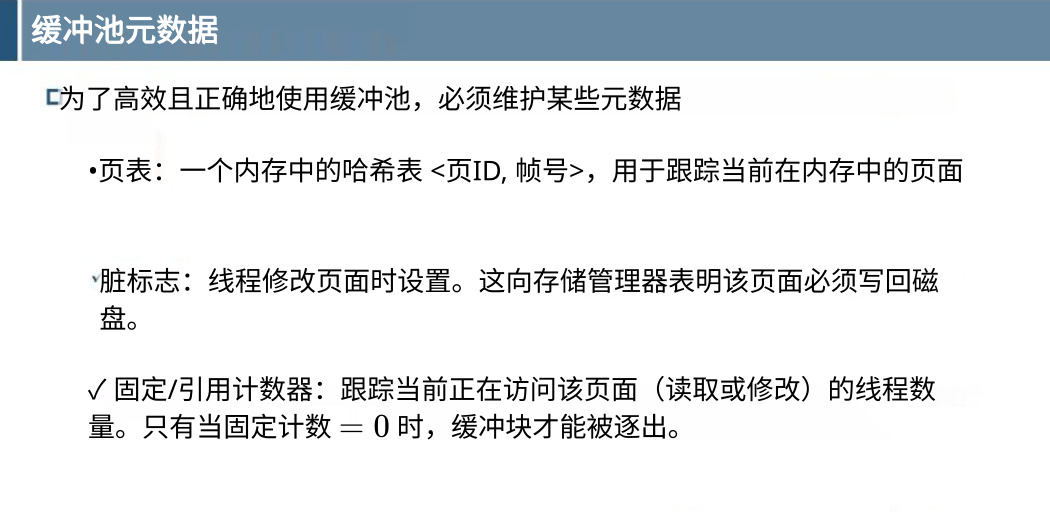 缓冲池元数据
为了高效且正确地使用缓冲池，必须维护某些元数据
•页表：一个内存中的哈希表 <页ID, 帧号>，用于跟踪当前在内存中的页面
✓脏标志：线程修改页面时设置。这向存储管理器表明该页面必须写回磁
盘。
✓ 固定/引用计数器：跟踪当前正在访问该页面（读取或修改）的线程数
量。只有当固定计数 = 0 时，缓冲块才能被逐出。